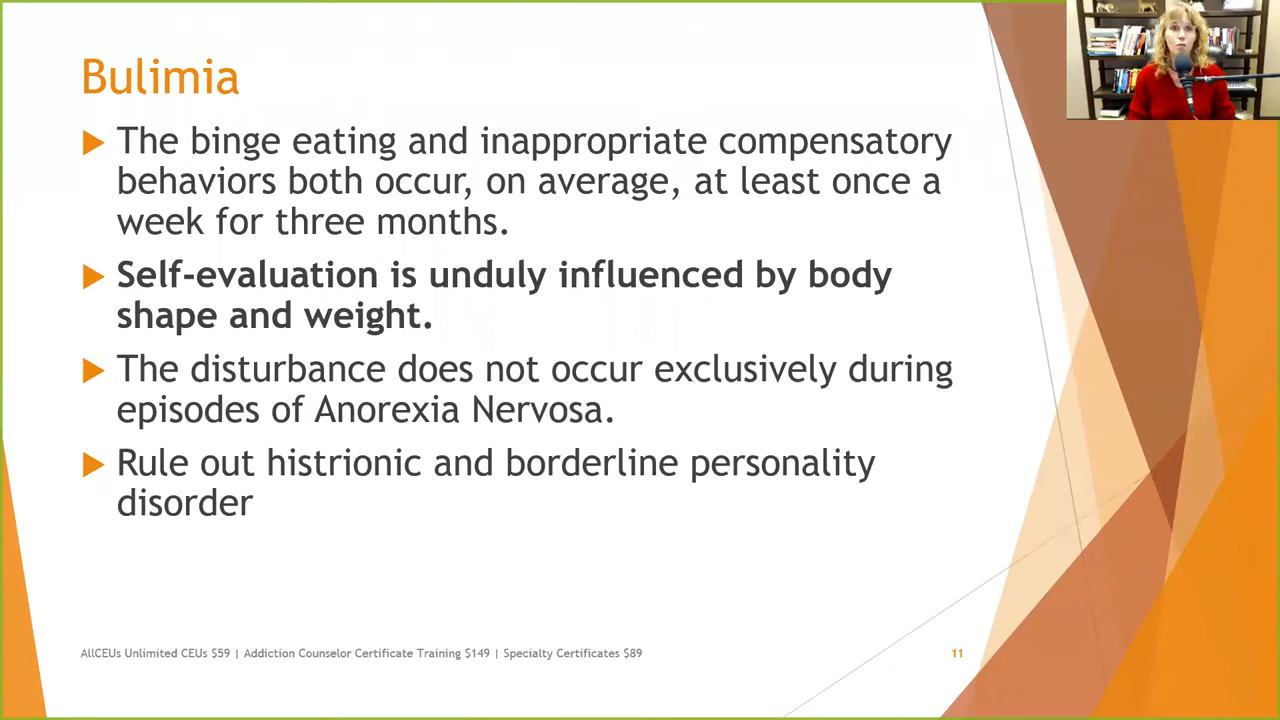 Bulimia
The binge eating and inappropriate compensatory
behaviors both occur, on average, at least once a
week for three months.
Self-evaluation is unduly influenced by body
shape and weight.
The disturbance does not occur exclusively during
episodes of Anorexia Nervosa.
Rule out histrionic and borderline personality
disorder
AllCEUs Unlimited CEUs $59 | Addiction Counselor Certificate Training $149 | Specialty Certificates $89
11